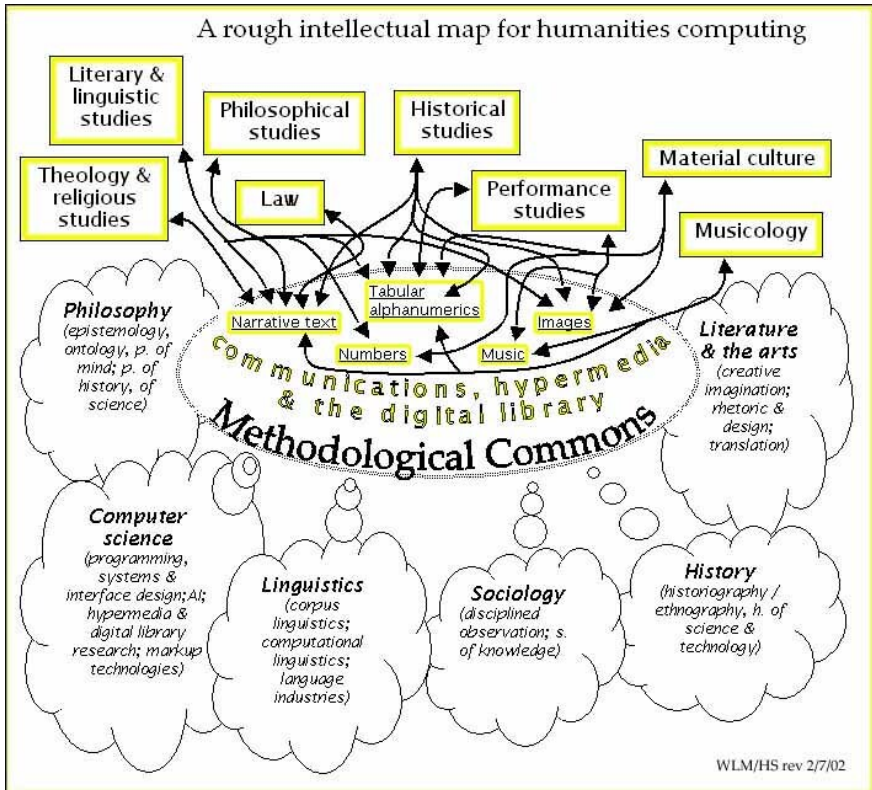 A rough intellectual map for humanities computing
Literary &
linguistic
studies
Philosophical
studies
Historical
studies
Material culture
Theology &
religious
studies
Law
Performance
studies
Musicology
Philosophy
(epistemology,
ontology, p. of
mind; p. of
history, of
science)
Narrative text
Tabular
alphanumerics
Images
Numbers
Music
communications, hypermedia
& the digital library
Methodological Commons
Literature
& the arts
(creative
imagination;
rhetoric &
design;
translation)
Computer
science
(programming,
systems &
interface design;AI;
hypermedia &
digital library
research; markup
technologies)
Linguistics
(corpus
linguistics;
computational
linguistics;
language
industries)
Sociology
(disciplined
observation; s.
of knowledge)
History
(historiography /
ethnography, h. of
science &
technology)
WLM/HS rev 2/7/02